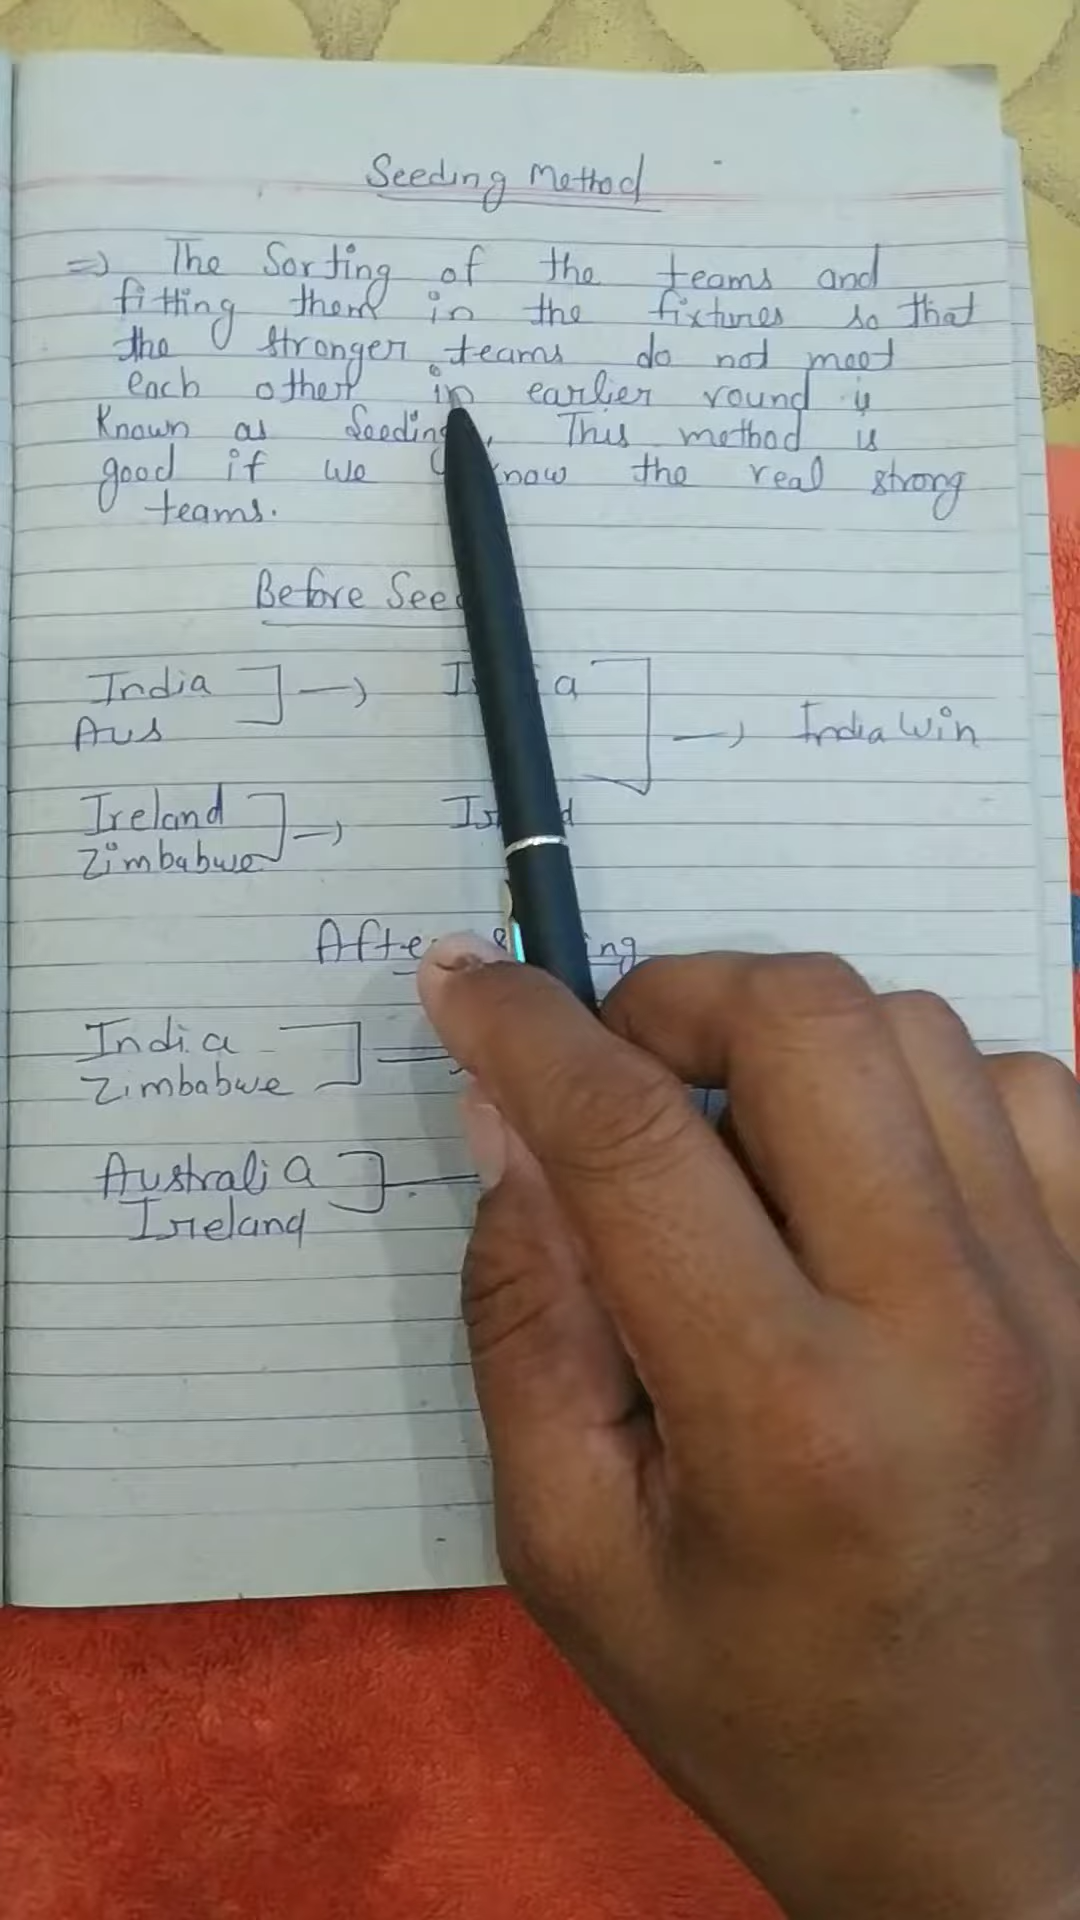 Seeding Method
=> The Sorting of the teams and
fitting them in the fixtures so that
the stronger teams do not meet
each other in earlier round is
Known as Seeding. This method is
good if we know the real strong
teams.
Before
India ] → India ]
Aus
→ India Win
Ireland ] →
Zimbabwe
After
India ]
Zimbabwe
Australia ]
Ireland